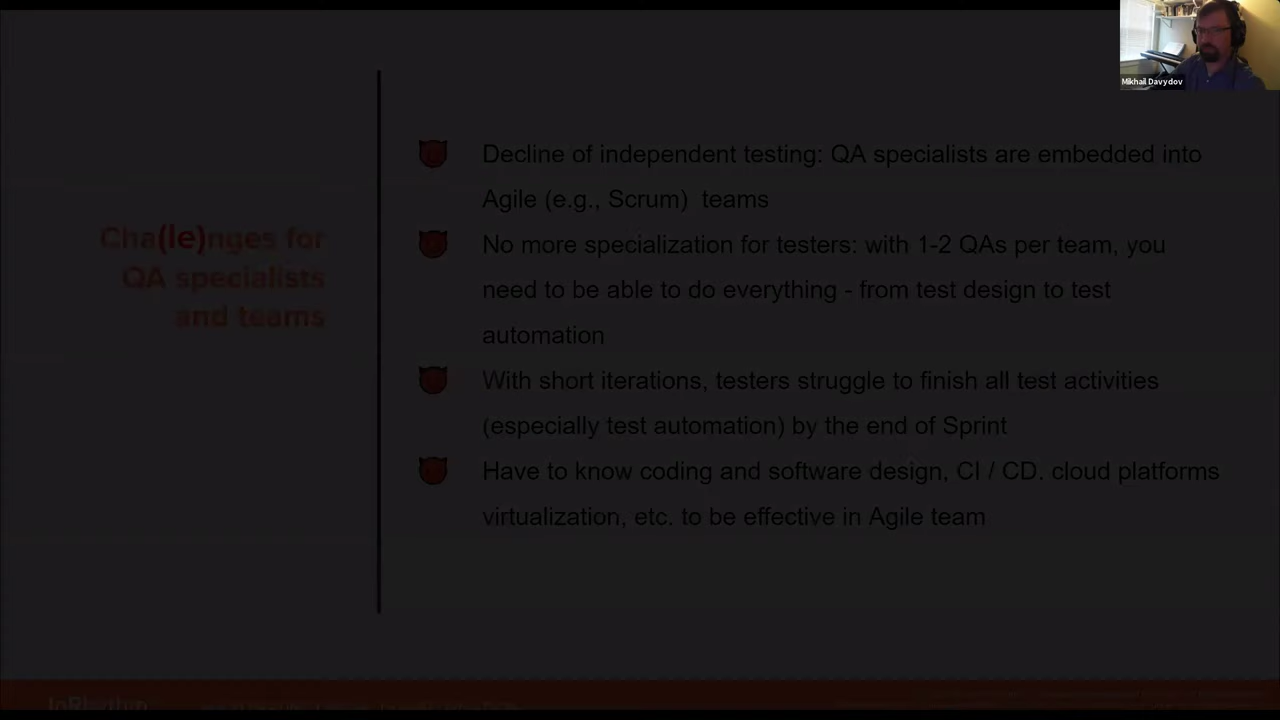 Mikhail Davydov
Cha(le)nges for
QA specialists
and teams
Decline of independent testing: QA specialists are embedded into
Agile (e.g., Scrum) teams
No more specialization for testers: with 1-2 QAs per team, you
need to be able to do everything - from test design to test
automation
With short iterations, testers struggle to finish all test activities
(especially test automation) by the end of Sprint
Have to know coding and software design, CI / CD. cloud platforms
virtualization, etc. to be effective in Agile team
InRhythm